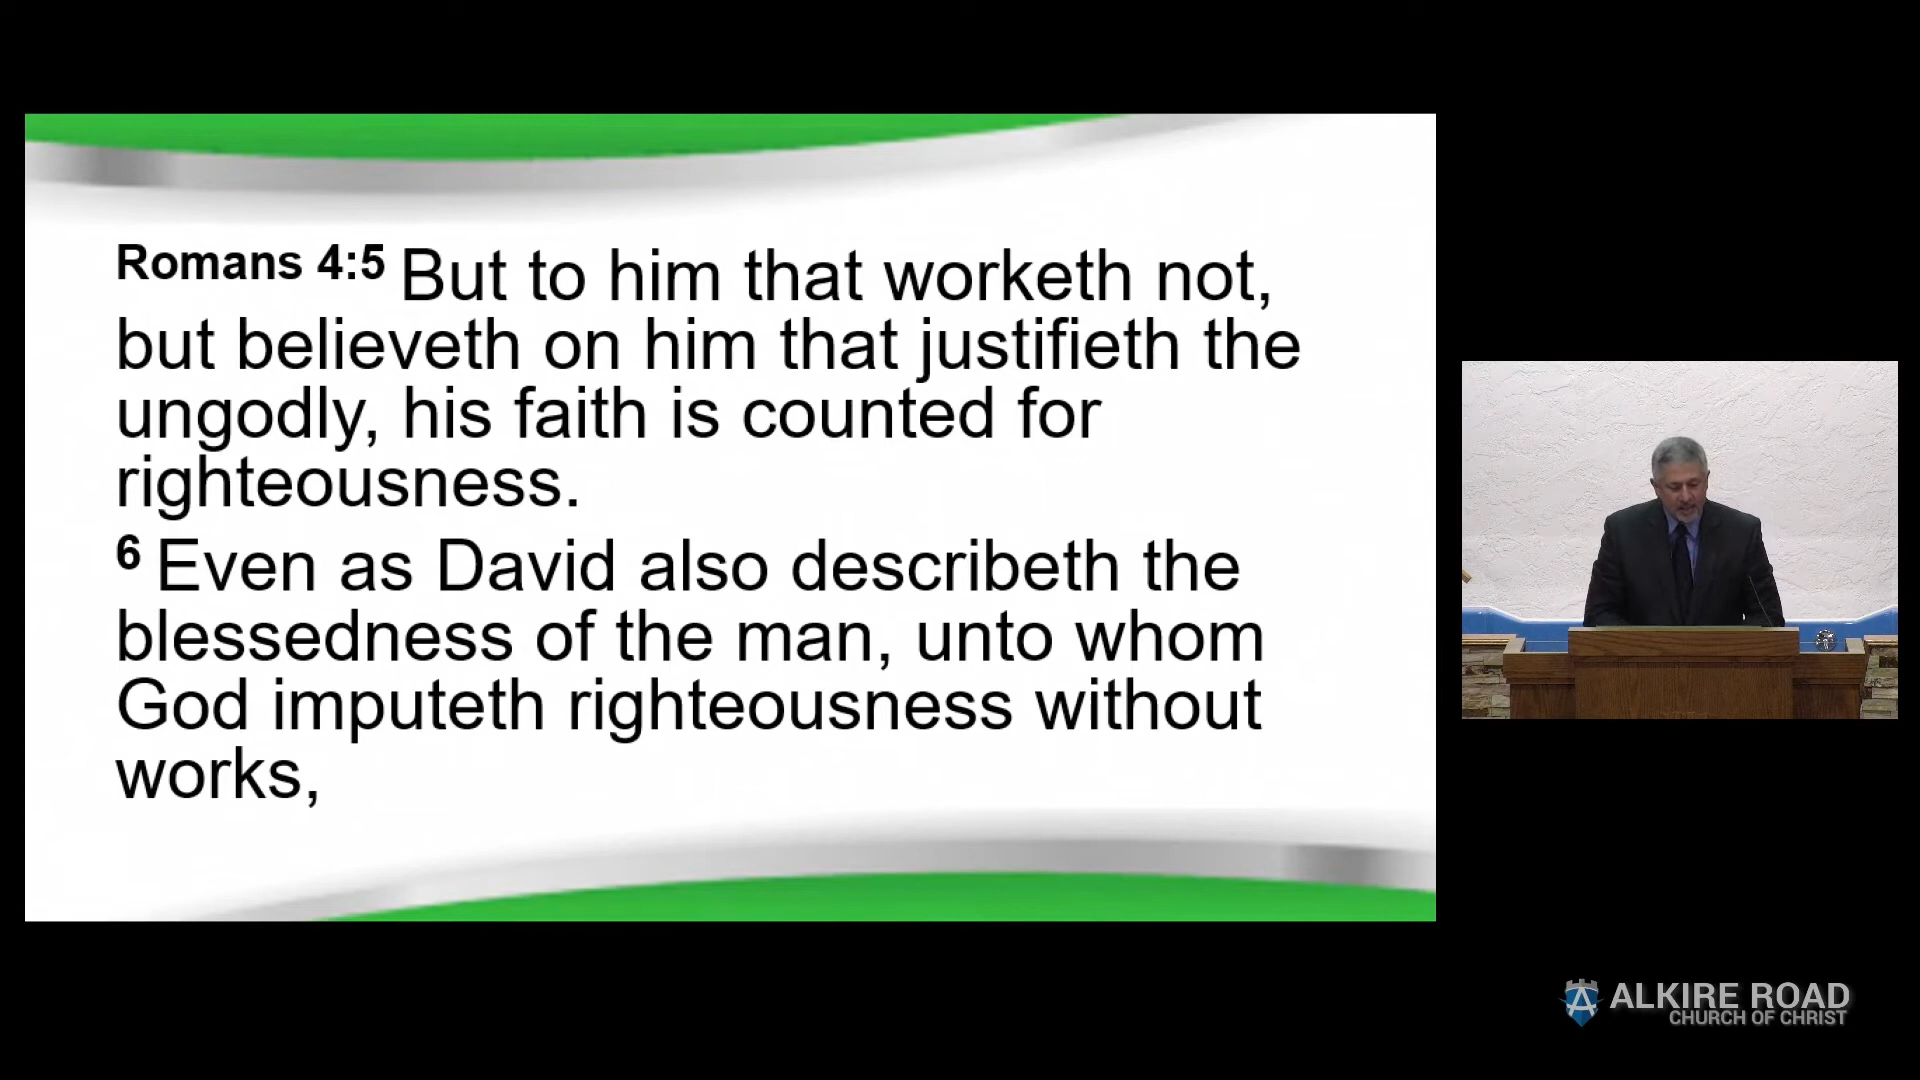 Romans 4:5 But to him that worketh not,
but believeth on him that justifieth the
ungodly, his faith is counted for
righteousness.
6 Even as David also describeth the
blessedness of the man, unto whom
God imputeth righteousness without
works,
ALKIRE ROAD
CHURCH OF CHRIST